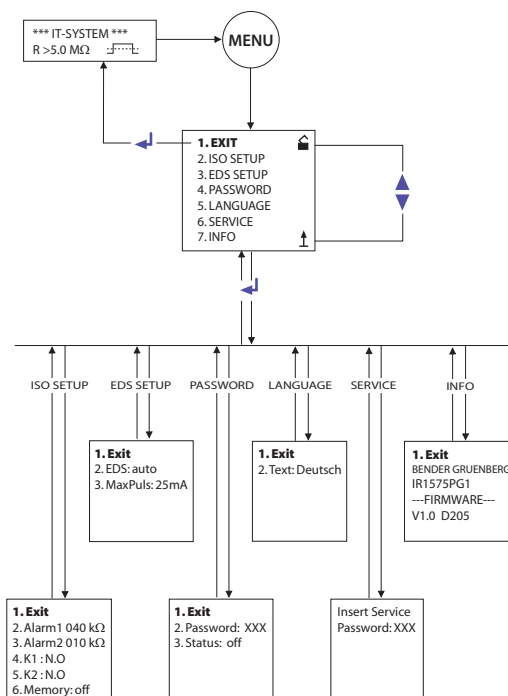 *** IT-SYSTEM ***
R >5.0 MΩ
MENU
1. EXIT
2. ISO SETUP
3. EDS SETUP
4. PASSWORD
5. LANGUAGE
6. SERVICE
7. INFO
ISO SETUP
EDS SETUP
PASSWORD
LANGUAGE
SERVICE
INFO
1. Exit
2. EDS: auto
3. MaxPuls: 25mA
1. Exit
2. Text: Deutsch
1. Exit
BENDER GRUENBERG
IR1575PG1
---FIRMWARE---
V1.0 D205
1. Exit
2. Alarm1 040 kΩ
3. Alarm2 010 kΩ
4. K1 : N.O
5. K2 : N.O
6. Memory: off
1. Exit
2. Password: XXX
3. Status: off
Insert Service
Password: XXX